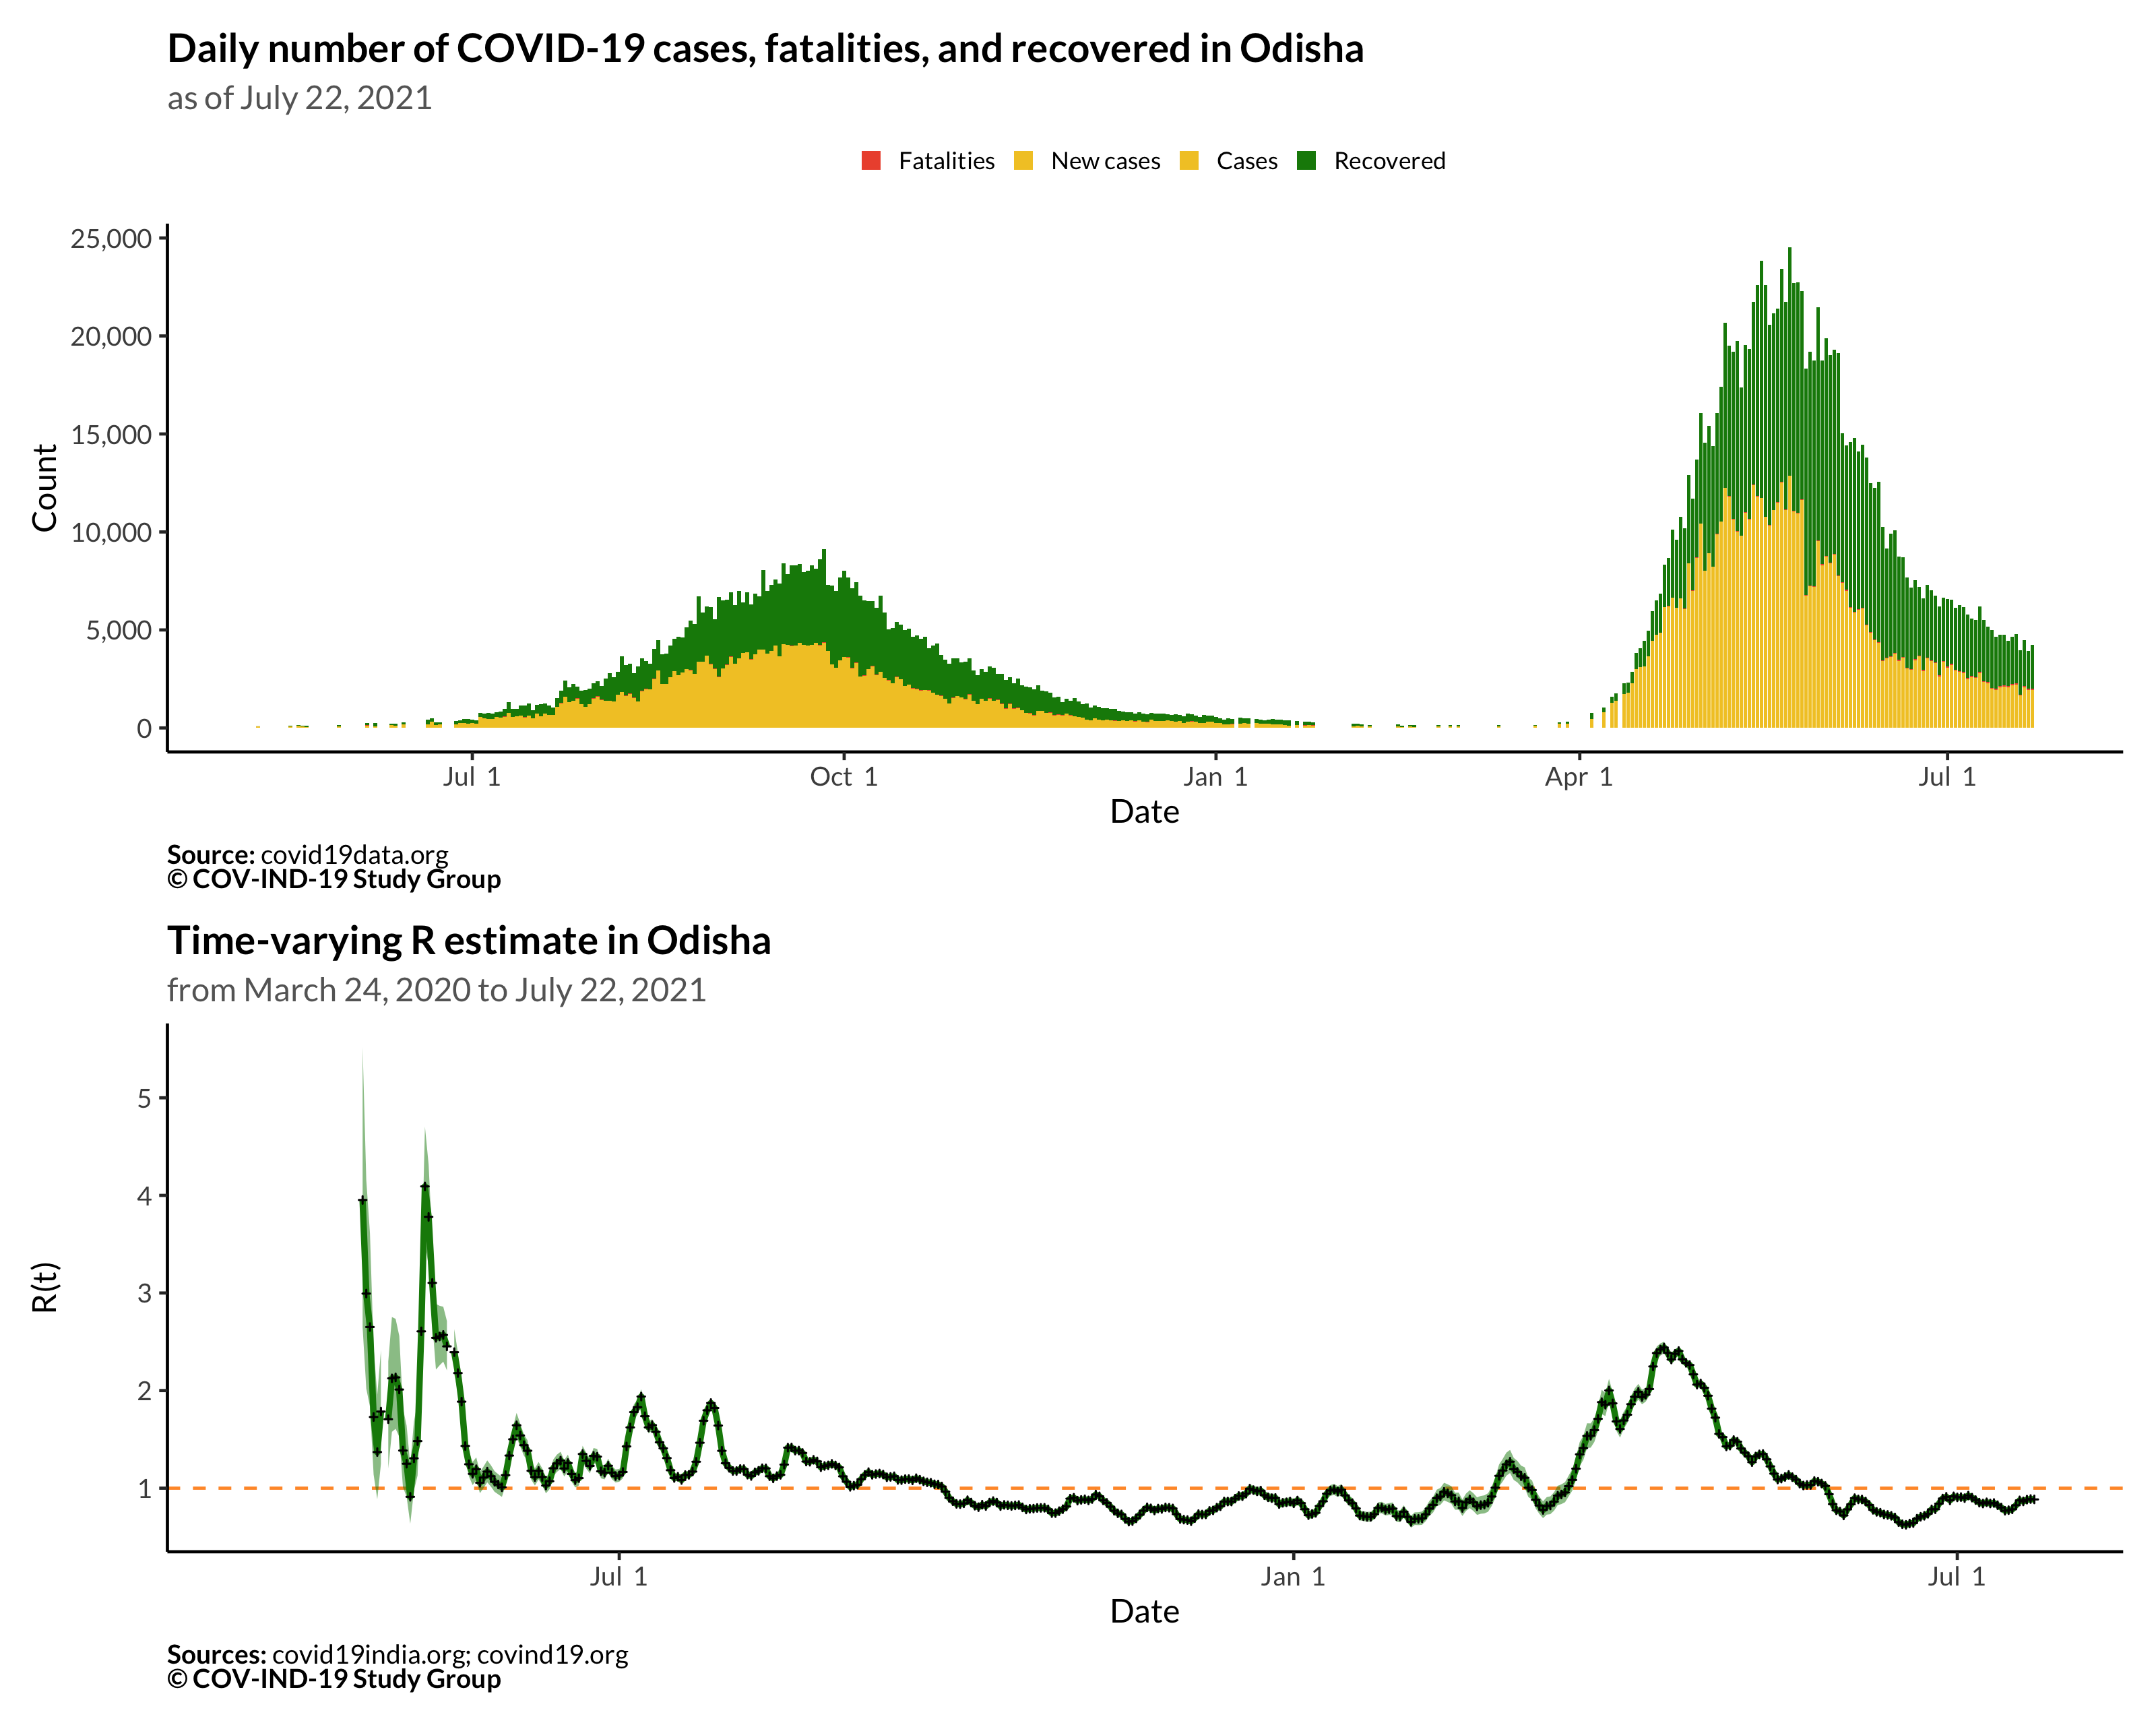 Daily number of COVID-19 cases, fatalities, and recovered in Odisha
as of July 22, 2021
Fatalities New cases Cases Recovered
25,000
20,000
15,000
10,000
5,000
0
Count
Jul 1 Oct 1 Jan 1 Apr 1 Jul 1
Date
Source: covid19data.org
© COV-IND-19 Study Group
Time-varying R estimate in Odisha
from March 24, 2020 to July 22, 2021
5
4
3
2
1
R(t)
Jul 1 Jan 1 Jul 1
Date
Sources: covid19india.org; covind19.org
© COV-IND-19 Study Group